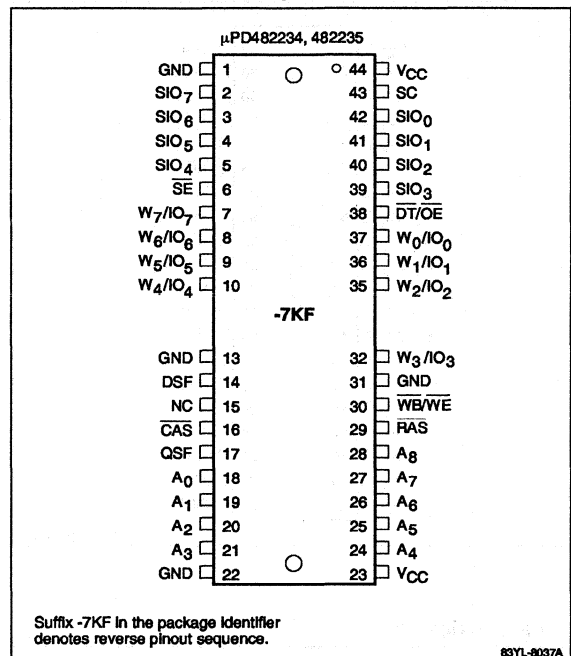 μPD482234, 482235
GND 1 44 VCC
SIO7 2 43 SC
SIO6 3 42 SIO0
SIO5 4 41 SIO1
SIO4 5 40 SIO2
SE 6 39 SIO3
W7/IO7 7 38 DT/OE
W6/IO6 8 37 W0/IO0
W5/IO5 9 36 W1/IO1
W4/IO4 10 35 W2/IO2
-7KF
GND 13 32 W3/IO3
DSF 14 31 GND
NC 15 30 WB/WE
CAS 16 29 RAS
QSF 17 28 A8
A0 18 27 A7
A1 19 26 A6
A2 20 25 A5
A3 21 24 A4
GND 22 23 VCC
Suffix -7KF in the package identifier
denotes reverse pinout sequence.
83YL-8037A